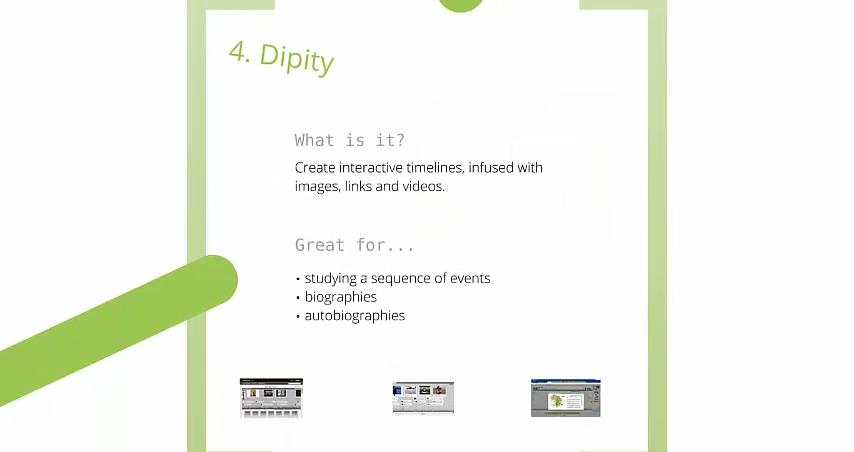 4. Dipity
What is it?
Create interactive timelines, infused with
images, links and videos.
Great for...
• studying a sequence of events
• biographies
• autobiographies